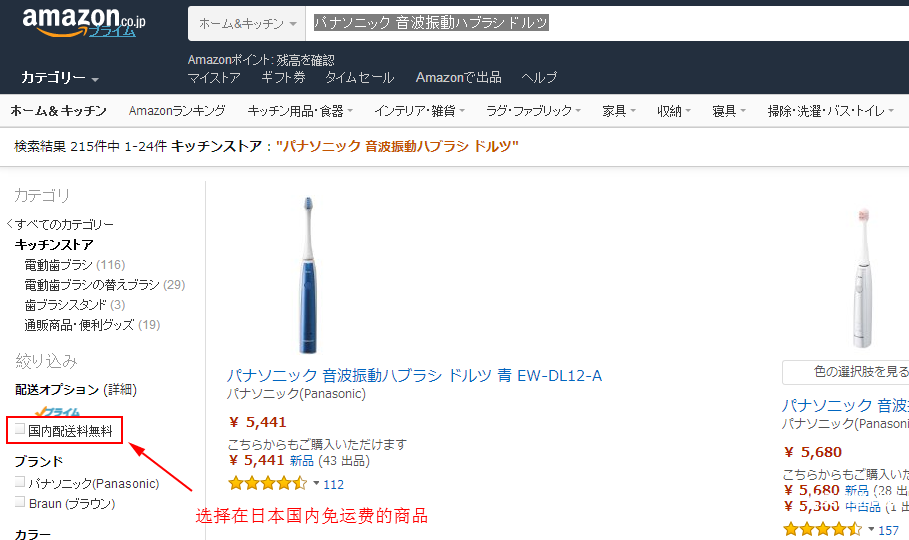 amazon.co.jp
プライム
ホーム&キッチン
パナソニック 音波振動ハブラシ ドルツ
Amazonポイント: 残高を確認
カテゴリー
マイストア ギフト券 タイムセール Amazonで出品 ヘルプ
ホーム&キッチン Amazonランキング キッチン用品・食器 インテリア・雑貨 ラグ・ファブリック 家具 収納 寝具 掃除・洗濯・バス・トイレ
検索結果 215件中 1-24件 キッチンストア : "パナソニック 音波振動ハブラシ ドルツ"
カテゴリ
<すべてのカテゴリー
キッチンストア
電動歯ブラシ (116)
電動歯ブラシの替えブラシ (29)
歯ブラシスタンド (3)
通販商品・便利グッズ (19)
絞り込み
配送オプション (詳細)
プライム
国内配送料無料
ブランド
パナソニック(Panasonic)
Braun (ブラウン)
カラー
パナソニック 音波振動ハブラシ ドルツ 青 EW-DL12-A
パナソニック(Panasonic)
¥ 5,441
こちらからもご購入いただけます
¥ 5,441 新品 (43 出品)
112
选择在日本国内免运费的商品
色の選択肢を見る
パナソニック 音波
パナソニック(Panason
¥ 5,680
こちらからもご購入いた
¥ 5,680 新品 (28 出
中古品 (1 出
157